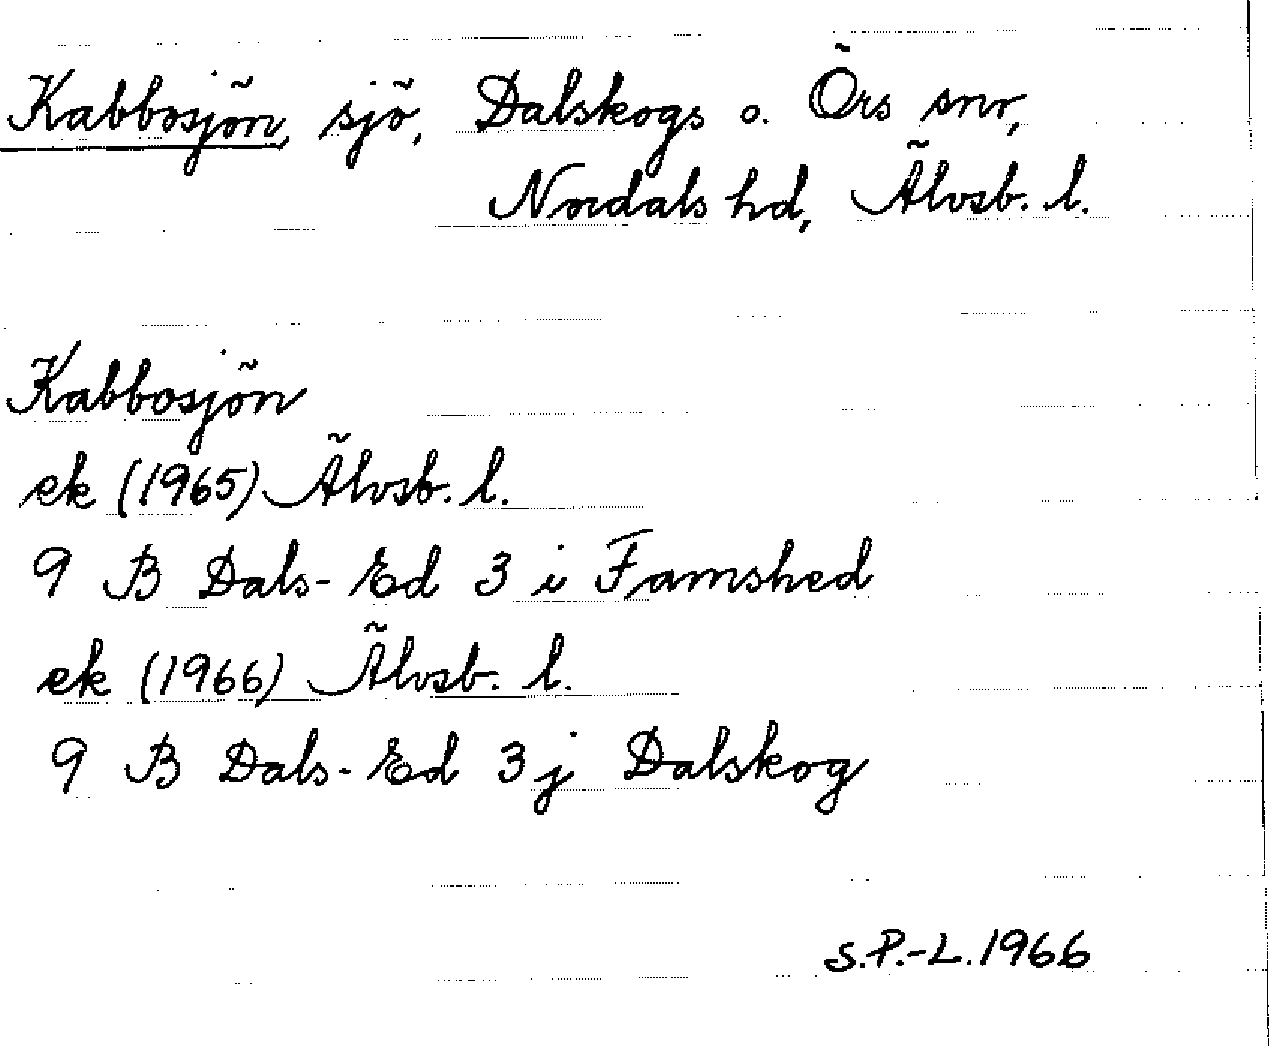 Kabbosjön, sjö, Dalskogs o. Örs snr,
Nordals hd, Älvsb. l.
Kabbosjön
ek (1965) Älvsb. l.
9 B Dals-Ed 3 i Famshed
ek (1966) Älvsb. l.
9 B Dals-Ed 3 j Dalskog
S.P.-L. 1966